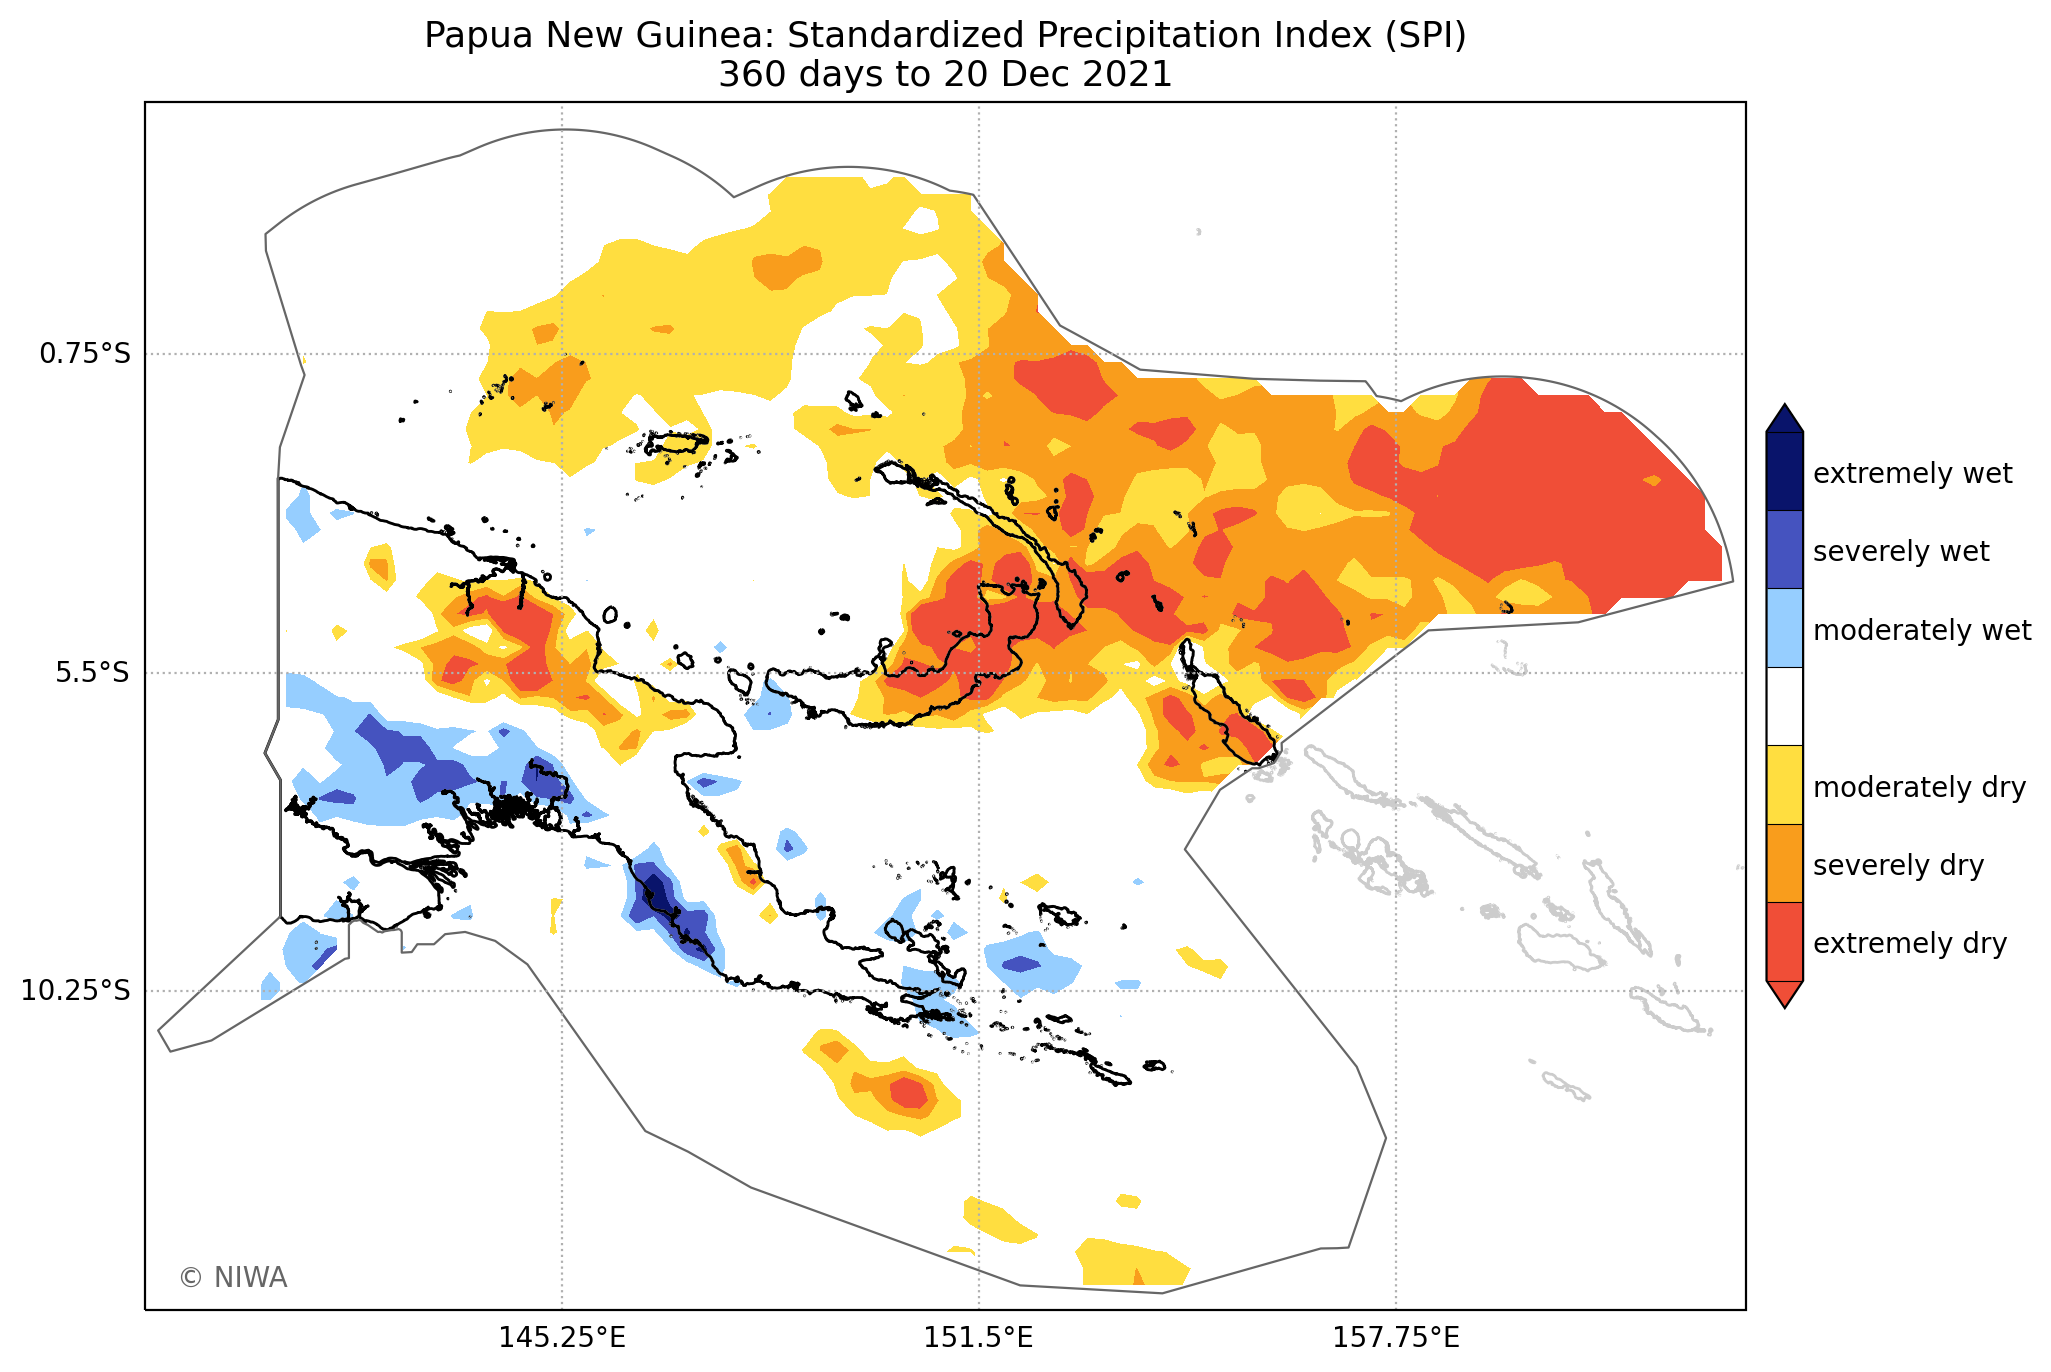 Papua New Guinea: Standardized Precipitation Index (SPI)
360 days to 20 Dec 2021
0.75°S
5.5°S
10.25°S
145.25°E
151.5°E
157.75°E
extremely wet
severely wet
moderately wet
moderately dry
severely dry
extremely dry
© NIWA